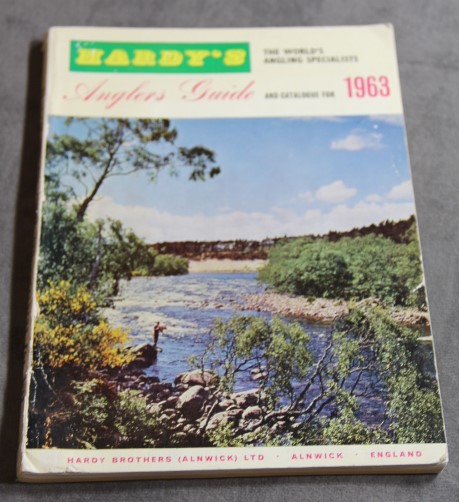 HARDY'S
THE WORLD'S
ANGLING SPECIALISTS
Anglers Guide
AND CATALOGUE FOR 1963
HARDY BROTHERS (ALNWICK) LTD · ALNWICK · ENGLAND